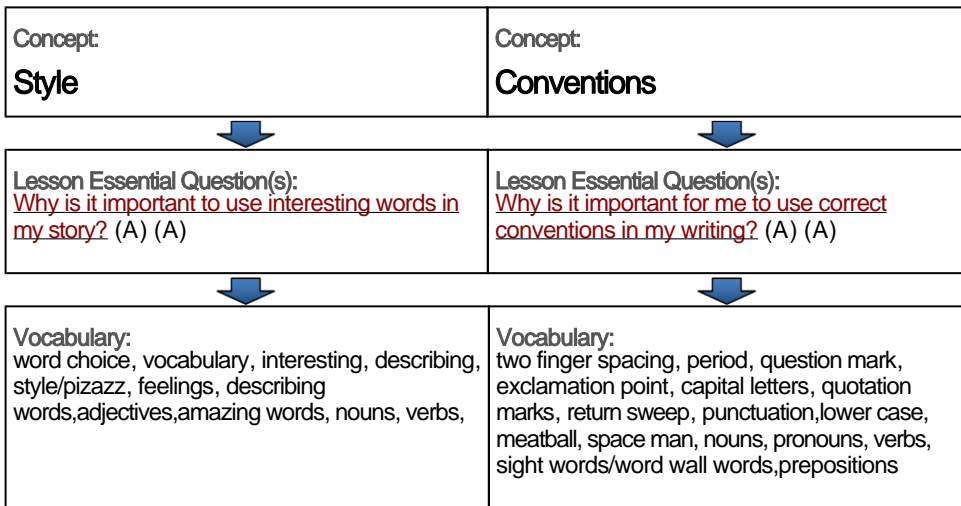 Concept:
Style
Concept:
Conventions
Lesson Essential Question(s):
Why is it important to use interesting words in
my story? (A) (A)
Lesson Essential Question(s):
Why is it important for me to use correct
conventions in my writing? (A) (A)
Vocabulary:
word choice, vocabulary, interesting, describing,
style/pizazz, feelings, describing
words,adjectives,amazing words, nouns, verbs,
Vocabulary:
two finger spacing, period, question mark,
exclamation point, capital letters, quotation
marks, return sweep, punctuation,lower case,
meatball, space man, nouns, pronouns, verbs,
sight words/word wall words,prepositions